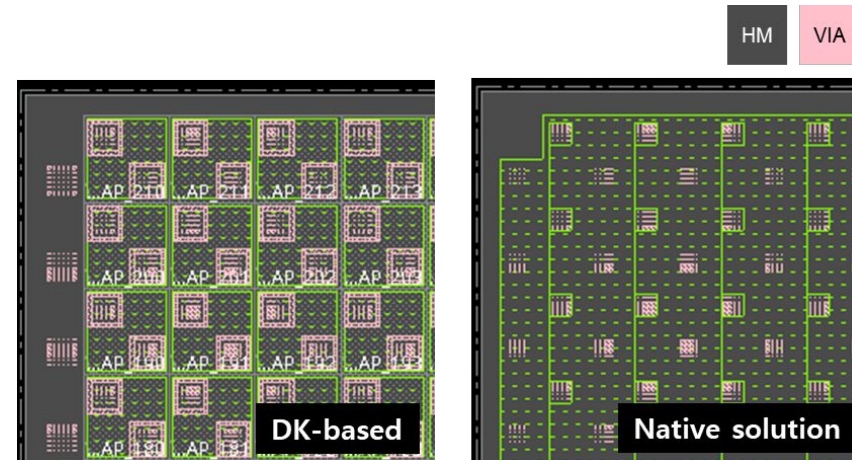 HM VIA
...AP_210 ...AP_211 ...AP_212 ...AP_213
...AP_200 ...AP_201 ...AP_202 ...AP_203
...AP_190 ...AP_191 ...AP_192 ...AP_193
...AP_180 ...AP_181
DK-based
Native solution